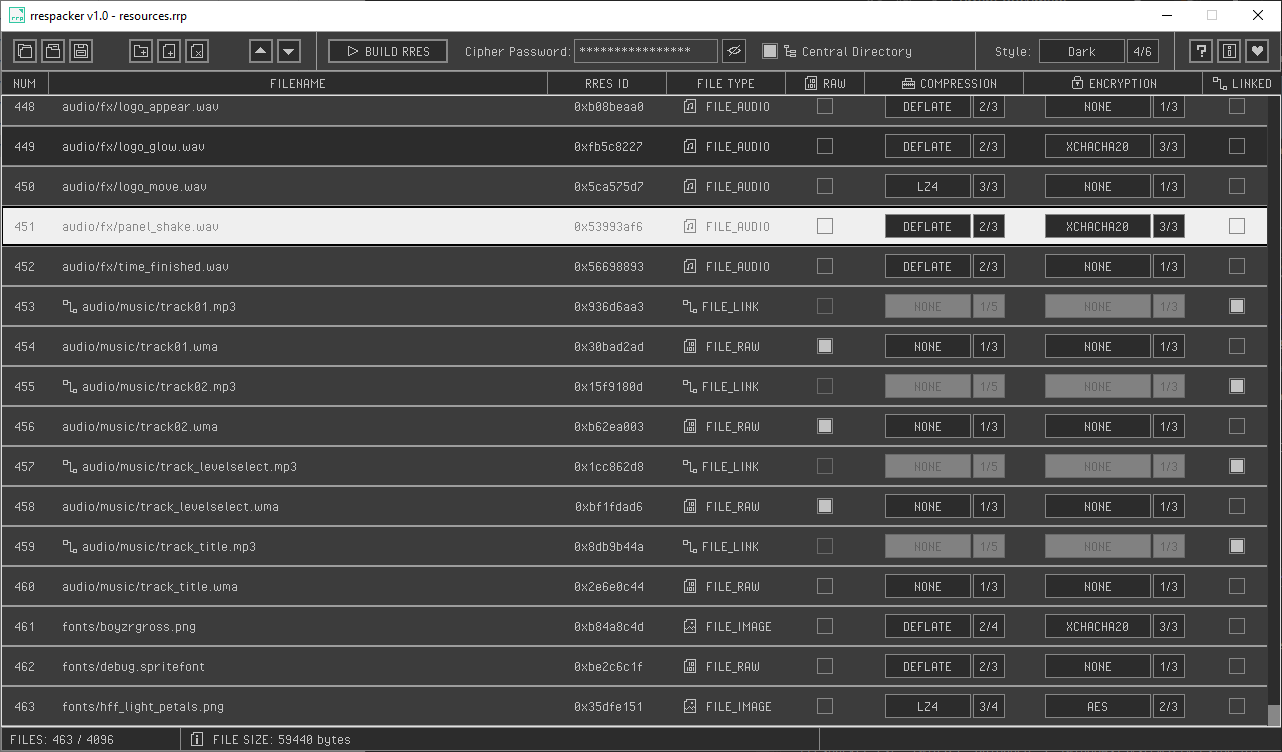 rrespacker v1.0 - resources.rrp
BUILD RRES Cipher Password: **************** Central Directory Style: Dark 4/6 ?
NUM FILENAME RRES ID FILE TYPE RAW COMPRESSION ENCRYPTION LINKED
448 audio/fx/logo_appear.wav 0xb08beaa0 FILE_AUDIO DEFLATE 2/3 NONE 1/3
449 audio/fx/logo_glow.wav 0xfb5c8227 FILE_AUDIO DEFLATE 2/3 XCHACHA20 3/3
450 audio/fx/logo_move.wav 0x5ca575d7 FILE_AUDIO LZ4 3/3 NONE 1/3
451 audio/fx/panel_shake.wav 0x53993af6 FILE_AUDIO DEFLATE 2/3 XCHACHA20 3/3
452 audio/fx/time_finished.wav 0x56698893 FILE_AUDIO DEFLATE 2/3 NONE 1/3
453 audio/music/track01.mp3 0x936d6aa3 FILE_LINK NONE 1/5 NONE 1/3
454 audio/music/track01.wma 0x30bad2ad FILE_RAW NONE 1/3 NONE 1/3
455 audio/music/track02.mp3 0x15f9180d FILE_LINK NONE 1/5 NONE 1/3
456 audio/music/track02.wma 0xb62ea003 FILE_RAW NONE 1/3 NONE 1/3
457 audio/music/track_levelselect.mp3 0x1cc862d8 FILE_LINK NONE 1/5 NONE 1/3
458 audio/music/track_levelselect.wma 0xbf1fdad6 FILE_RAW NONE 1/3 NONE 1/3
459 audio/music/track_title.mp3 0x8db9b44a FILE_LINK NONE 1/5 NONE 1/3
460 audio/music/track_title.wma 0x2e6e0c44 FILE_RAW NONE 1/3 NONE 1/3
461 fonts/boyzrgross.png 0xb84a8c4d FILE_IMAGE DEFLATE 2/4 XCHACHA20 3/3
462 fonts/debug.spritefont 0xbe2c6c1f FILE_RAW DEFLATE 2/3 NONE 1/3
463 fonts/hff_light_petals.png 0x35dfe151 FILE_IMAGE LZ4 3/4 AES 2/3
FILES: 463 / 4096 FILE SIZE: 59440 bytes